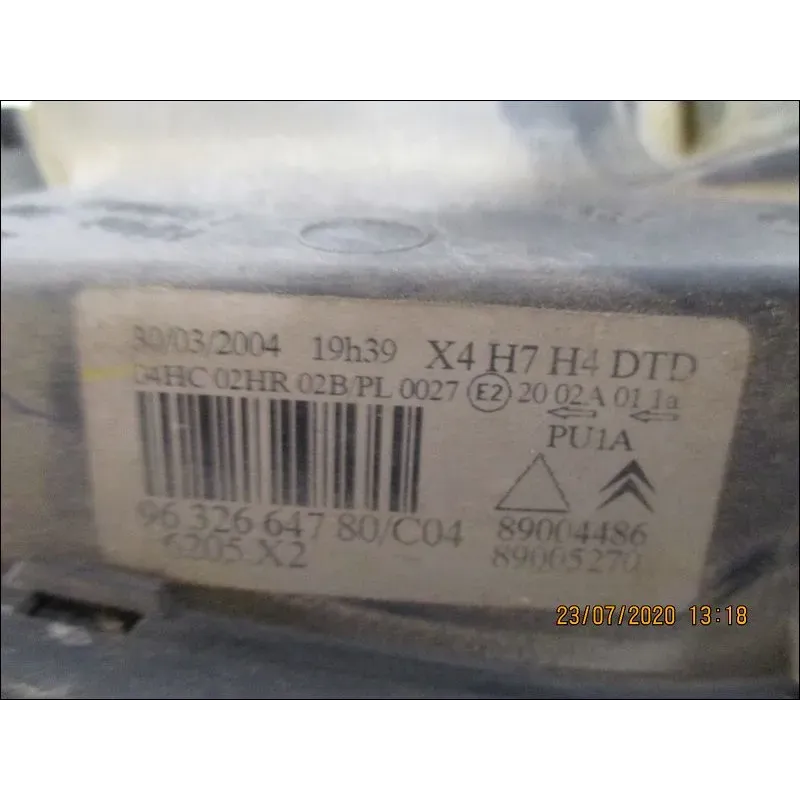 30/03/2004 19h39 X4 H7 H4 DTD
04HC 02HR 02B/PL 0027 E2 20 02A 01 1a
PU1A
96 326 647 80/C04 89004486
6205.X2 89005270
23/07/2020 13:18